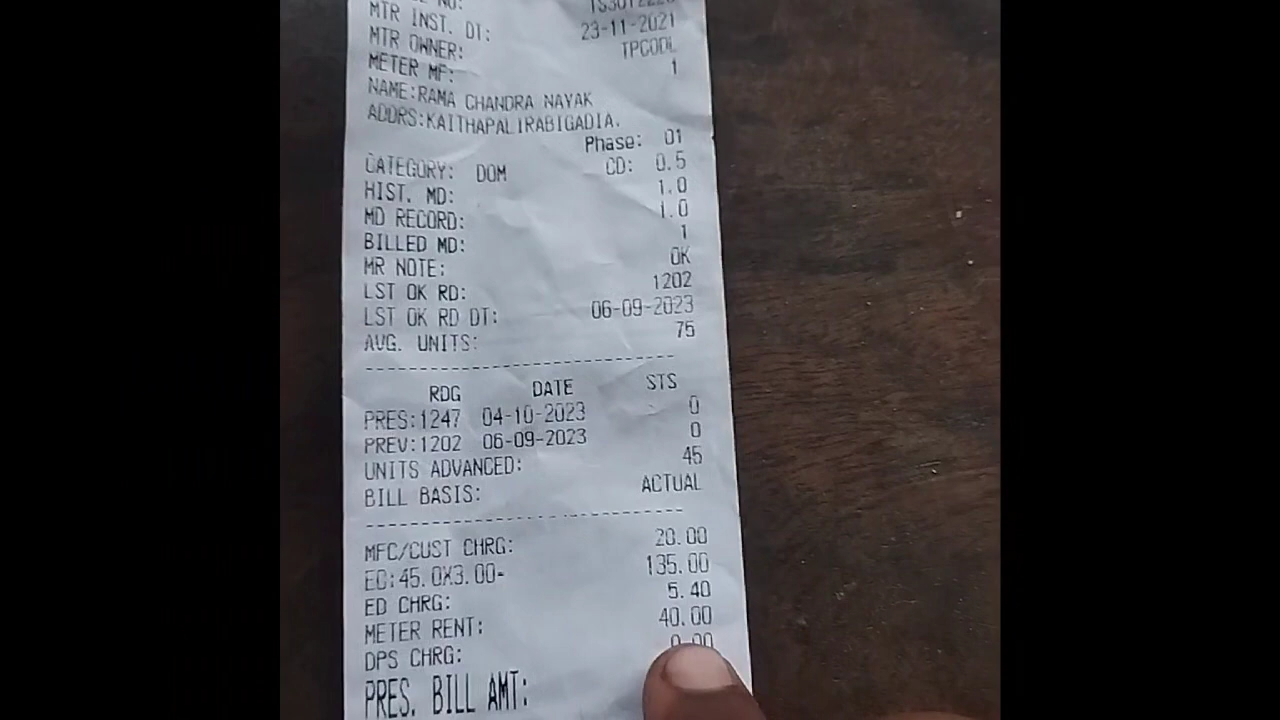 MTR INST. DT: 23-11-2021
MTR OWNER: TPCODL
METER MF: 1
NAME:RAMA CHANDRA NAYAK
ADDRS:KAITHAPALIRABIGADIA.
Phase: 01
CATEGORY: DOM CD: 0.5
HIST. MD: 1.0
MD RECORD: 1.0
BILLED MD: 1
MR NOTE: OK
LST OK RD: 1202
LST OK RD DT: 06-09-2023
AVG. UNITS: 75
RDG DATE STS
PRES:1247 04-10-2023 0
PREV:1202 06-09-2023 0
UNITS ADVANCED: 45
BILL BASIS: ACTUAL
MFC/CUST CHRG: 20.00
EC:45.0X3.00- 135.00
ED CHRG: 5.40
METER RENT: 40.00
DPS CHRG: 0.00
PRES. BILL AMT: